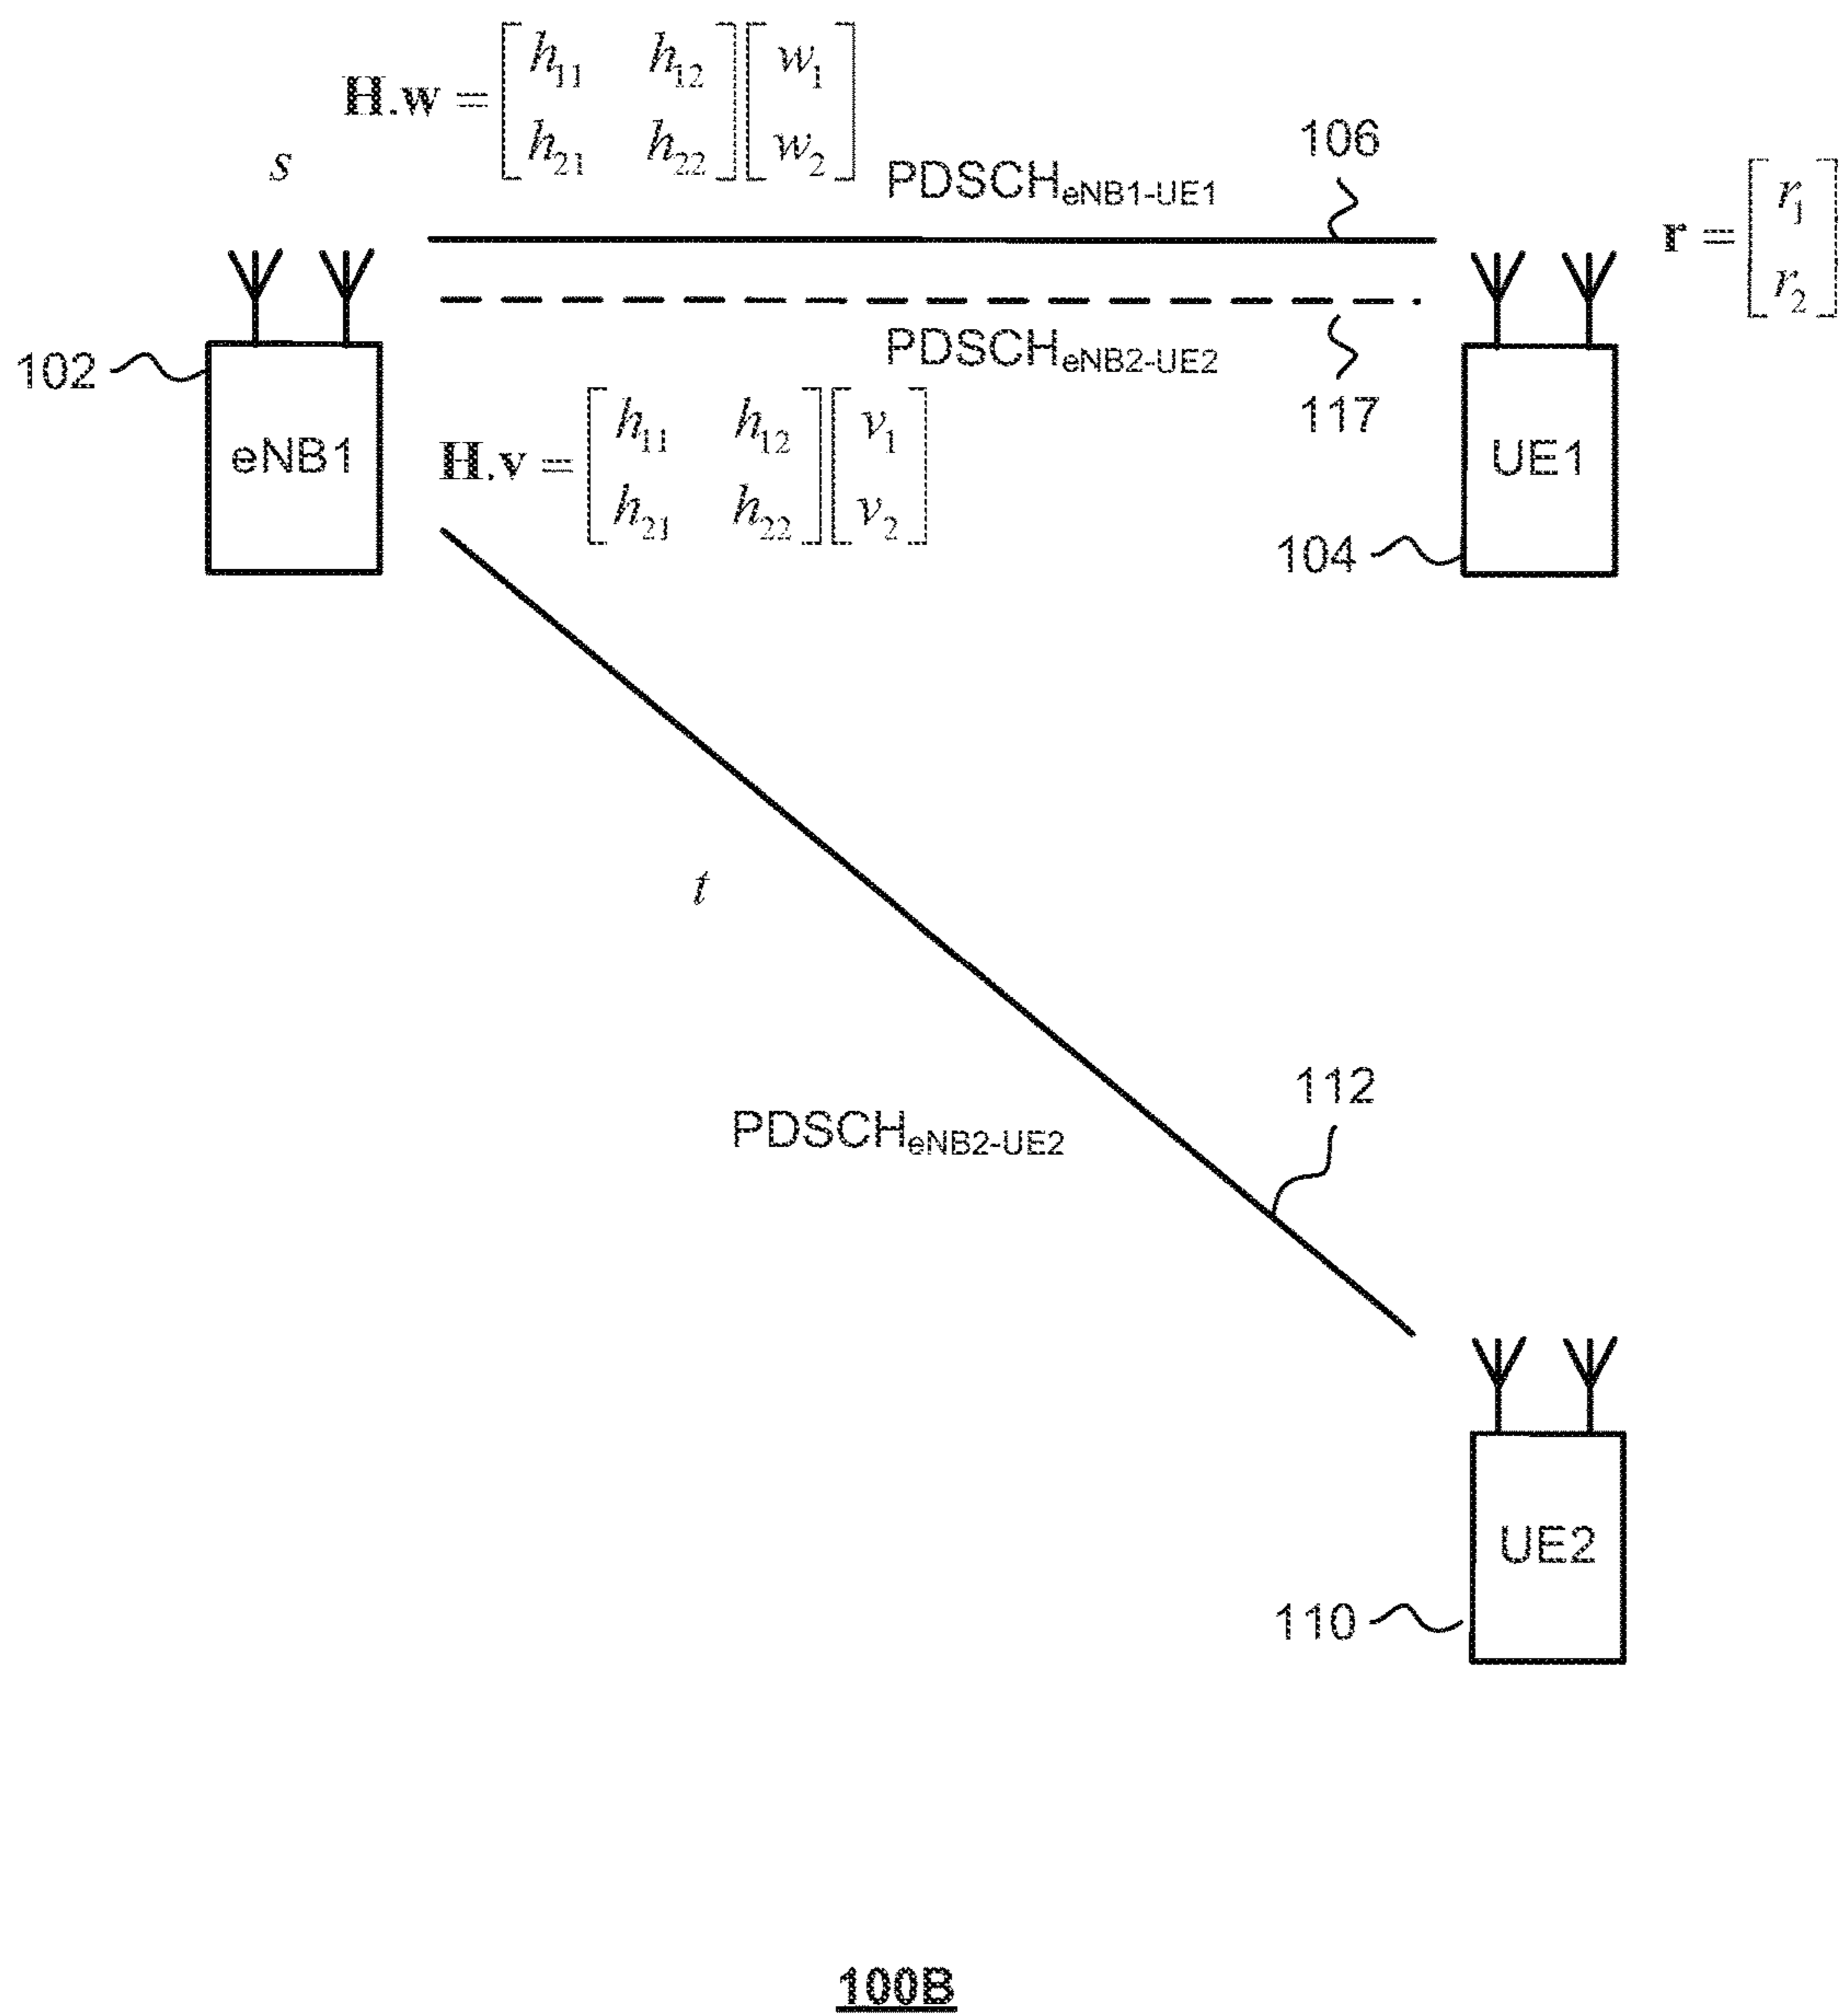 H.w = [h11 h12 h21 h22] [w1 w2]
s
PDSCHeNB1-UE1
106
r = [r1 r2]
PDSCHeNB2-UE2
117
102
eNB1
H.v = [h11 h12 h21 h22] [v1 v2]
UE1
104
t
PDSCHeNB2-UE2
112
UE2
110
100B